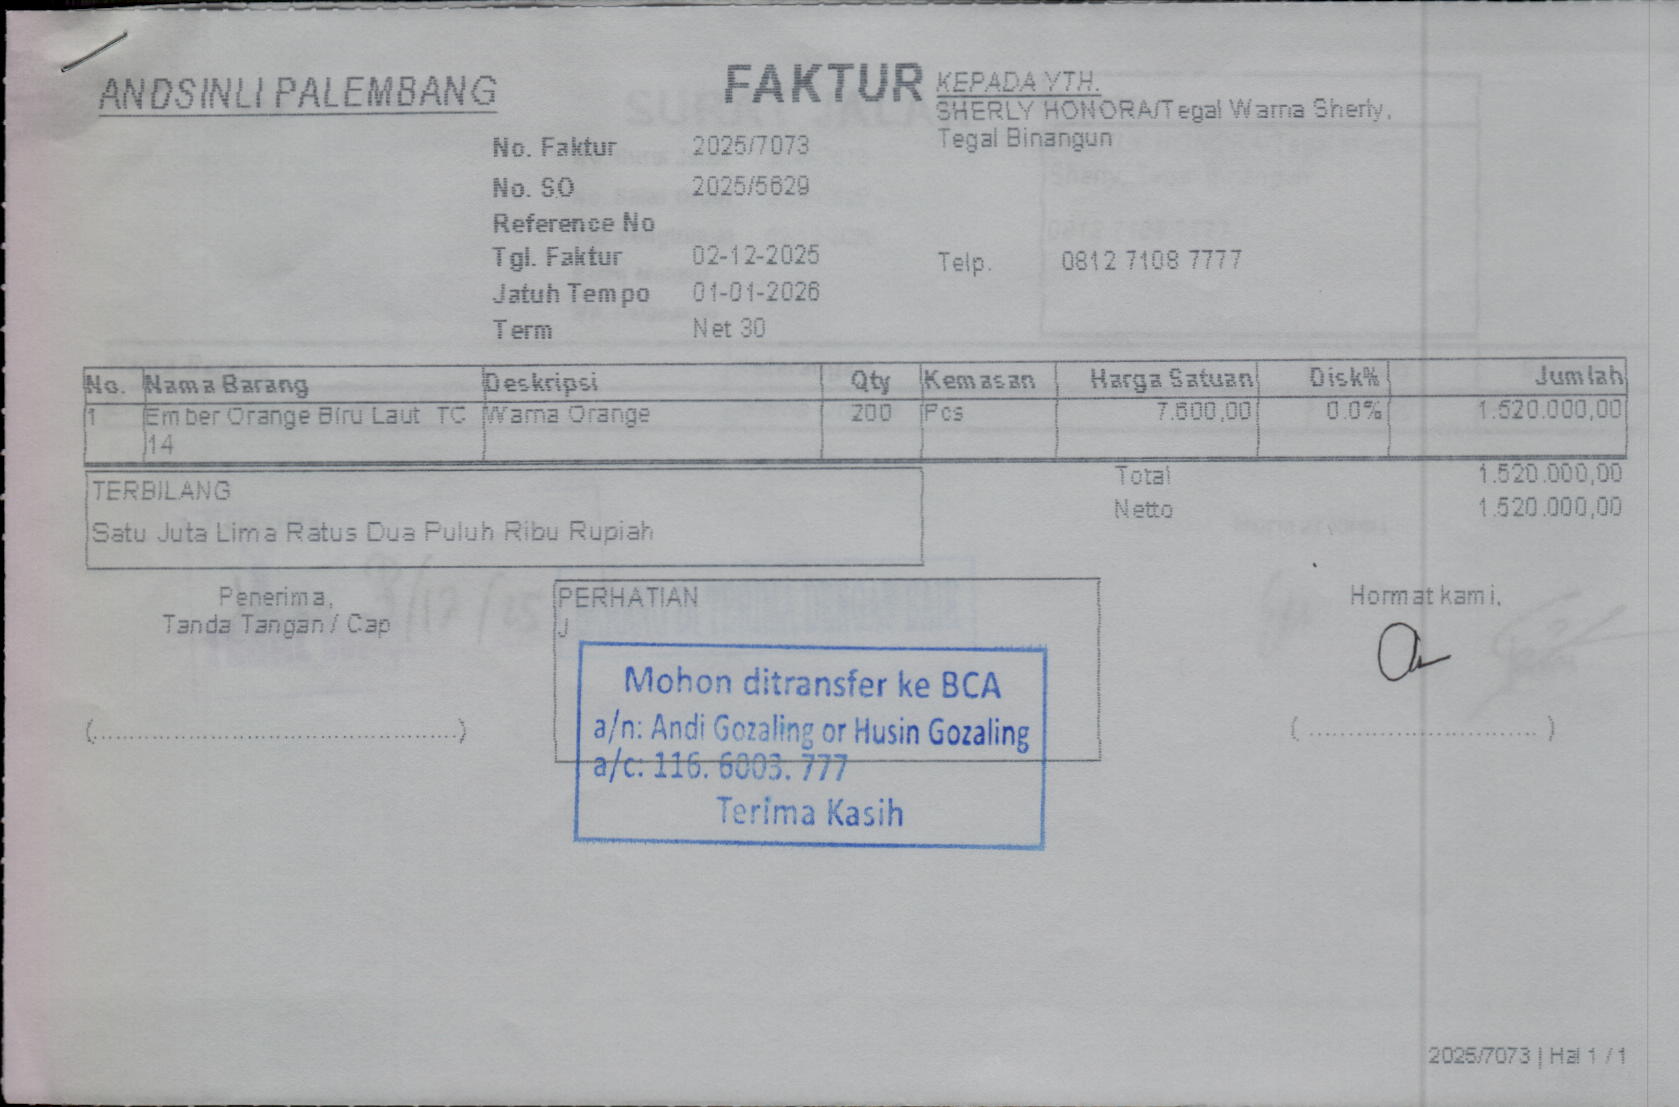 ANDSINLI PALEMBANG
FAKTUR
KEPADA YTH.
SHERLY HONORA/Tegal Warna Sherly,
Tegal Binangun
No. Faktur 2025/7073
No. SO 2025/5629
Reference No
Tgl. Faktur 02-12-2025
Telp. 0812 7108 7777
Jatuh Tempo 01-01-2026
Term Net 30
No. Nama Barang Deskripsi Qty Kemasan Harga Satuan Disk% Jumlah
1 Ember Orange Biru Laut TC Warna Orange 200 Pcs 7.600,00 0.0% 1.520.000,00
14
Total 1.520.000,00
TERBILANG
Netto 1.520.000,00
Satu Juta Lima Ratus Dua Puluh Ribu Rupiah
Penerima,
Tanda Tangan / Cap
PERHATIAN
J
Hormat kami,
Mohon ditransfer ke BCA
a/n: Andi Gozaling or Husin Gozaling
a/c: 116. 6003. 777
Terima Kasih
(..............................................)
( ............................. )
2025/7073 | Hal 1 / 1